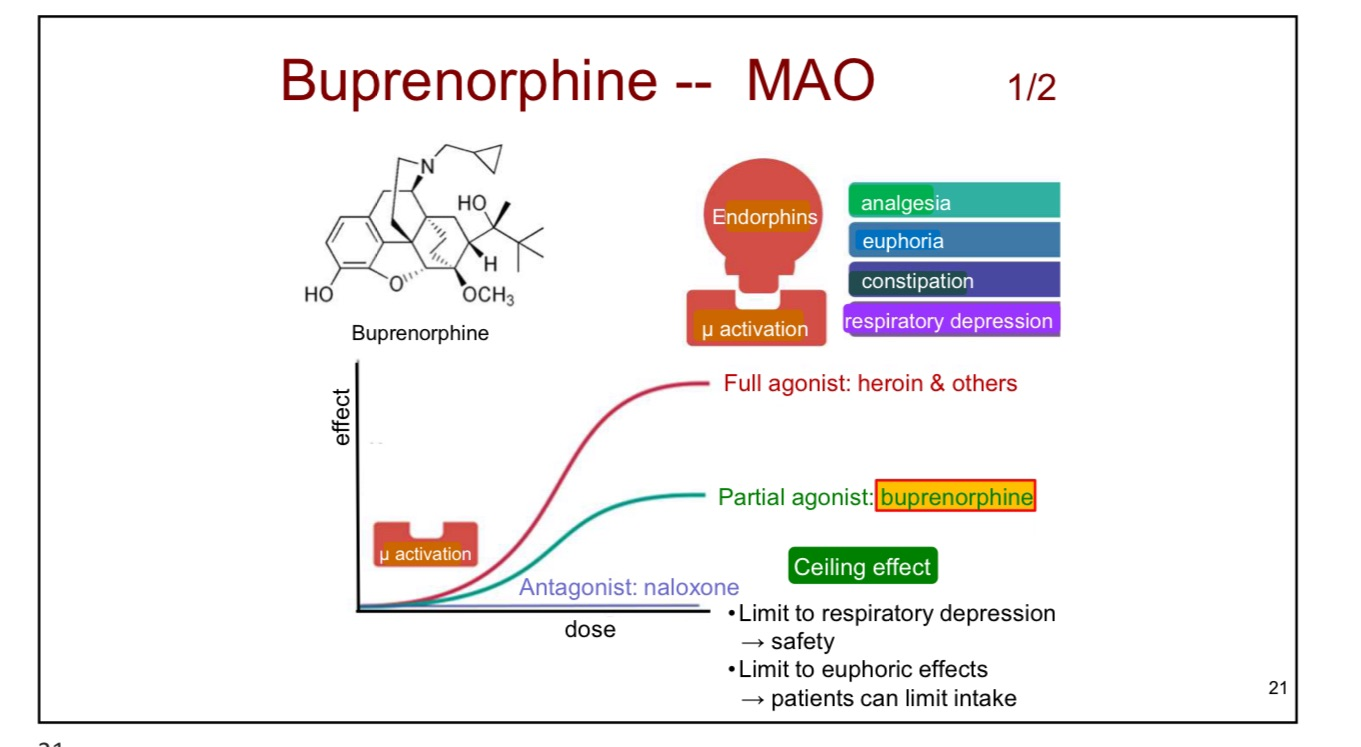 Buprenorphine -- MAO 1/2
N
HO
H
O
HO
OCH₃
Buprenorphine
Endorphins
μ activation
analgesia
euphoria
constipation
respiratory depression
effect
μ activation
dose
Full agonist: heroin & others
Partial agonist: buprenorphine
Antagonist: naloxone
Ceiling effect
•Limit to respiratory depression
→ safety
•Limit to euphoric effects
→ patients can limit intake
21